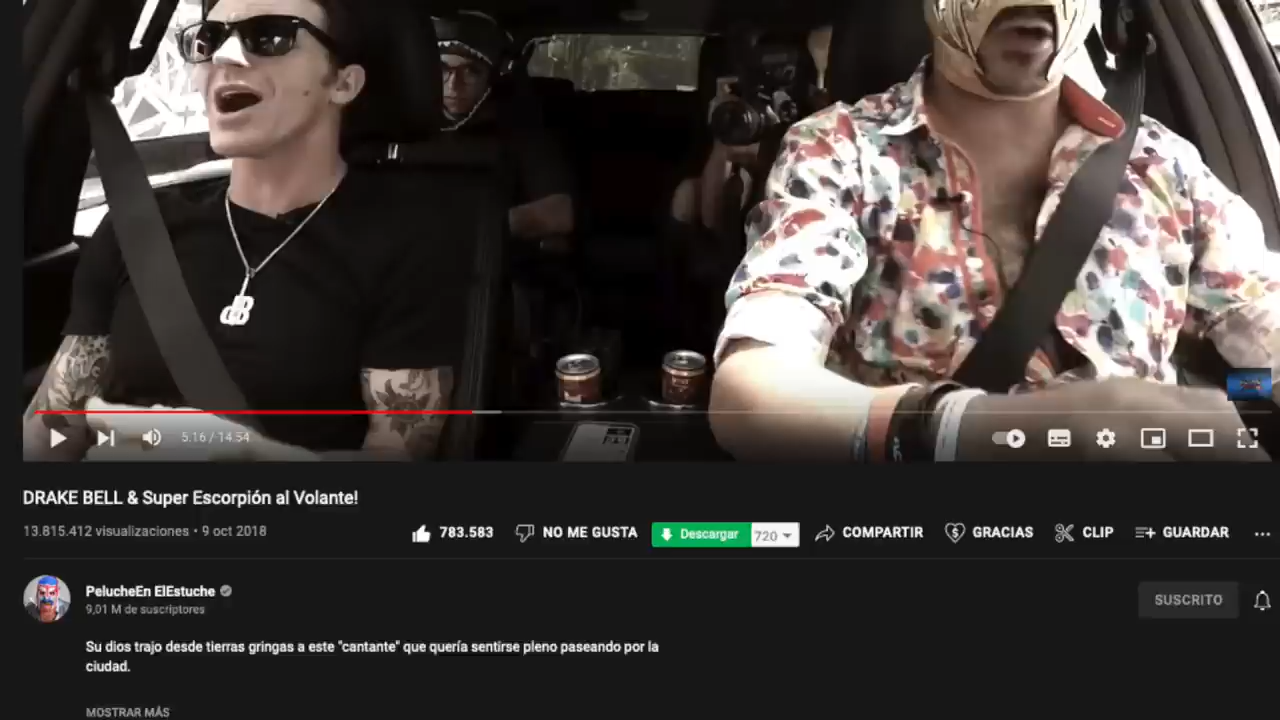 dB
5:16 / 14:54
DRAKE BELL & Super Escorpión al Volante!
13.815.412 visualizaciones • 9 oct 2018
783.583 NO ME GUSTA Descargar 720 COMPARTIR GRACIAS CLIP GUARDAR ...
PelucheEn ElEstuche
9,01 M de suscriptores
SUSCRITO
Su dios trajo desde tierras gringas a este "cantante" que quería sentirse pleno paseando por la
ciudad.
MOSTRAR MÁS